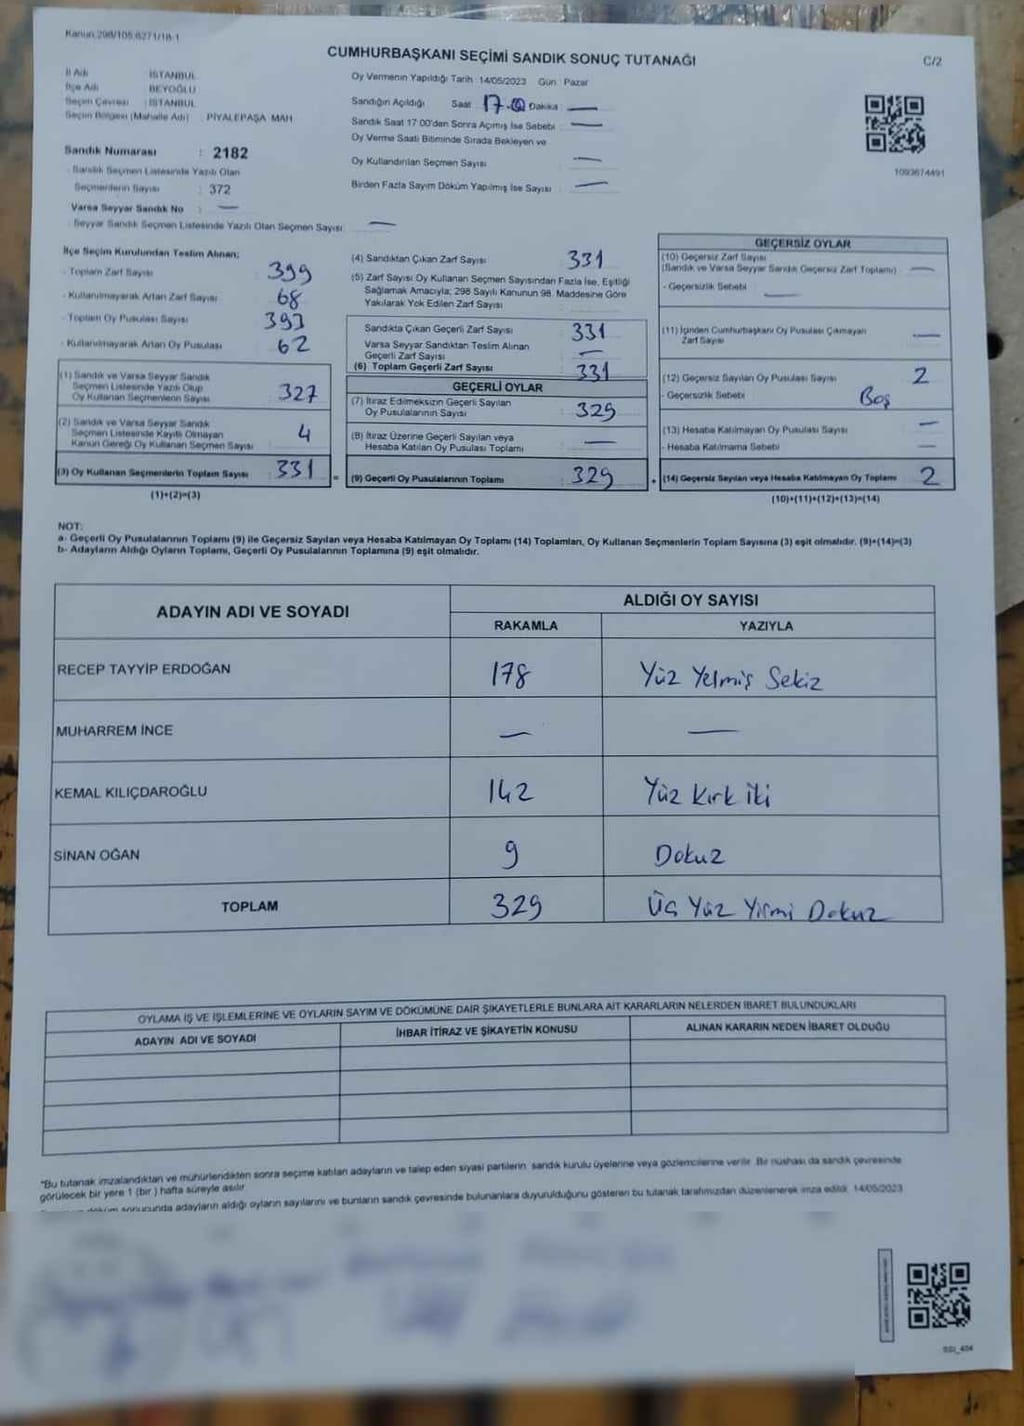 Kanun:298/105,6271/18-1
CUMHURBAŞKANI SEÇİMİ SANDIK SONUÇ TUTANAĞI
C/2
İl Adı İSTANBUL
İlçe Adı BEYOĞLU
Seçim Çevresi : İSTANBUL
Seçim Bölgesi (Mahalle Adı) PİYALEPAŞA MAH
Sandık Numarası : 2182
Sandık Seçmen Listesinde Yazılı Olan
Seçmenlerin Sayısı : 372
Varsa Seyyar Sandık No : —
Seyyar Sandık Seçmen Listesinde Yazılı Olan Seçmen Sayısı: —
Oy Vermenin Yapıldığı Tarih : 14/05/2023 Gün : Pazar
Sandığın Açıldığı Saat : 17.00 Dakika : —
Sandık Saat 17:00'den Sonra Açılmış İse Sebebi : —
Oy Verme Saati Bitiminde Sırada Bekleyen ve
Oy Kullandırılan Seçmen Sayısı —
Birden Fazla Sayım Döküm Yapılmış İse Sayısı : —
1093674491
İlçe Seçim Kurulundan Teslim Alınan;
- Toplam Zarf Sayısı : 399
- Kullanılmayarak Artan Zarf Sayısı : 68
- Toplam Oy Pusulası Sayısı : 393
- Kullanılmayarak Artan Oy Pusulası : 62
(1) Sandık ve Varsa Seyyar Sandık
Seçmen Listesinde Yazılı Olup
Oy Kullanan Seçmenlerin Sayısı : 327
(2) Sandık ve Varsa Seyyar Sandık
Seçmen Listesinde Kayıtlı Olmayan
Kanun Gereği Oy Kullanan Seçmen Sayısı : 4
(3) Oy Kullanan Seçmenlerin Toplam Sayısı : 331
(1)+(2)=(3)
(4) Sandıktan Çıkan Zarf Sayısı : 331
(5) Zarf Sayısı Oy Kullanan Seçmen Sayısından Fazla İse, Eşitliği
Sağlamak Amacıyla; 298 Sayılı Kanunun 98. Maddesine Göre
Yakılarak Yok Edilen Zarf Sayısı :
Sandıkta Çıkan Geçerli Zarf Sayısı : 331
Varsa Seyyar Sandıktan Teslim Alınan
Geçerli Zarf Sayısı : —
(6) Toplam Geçerli Zarf Sayısı : 331
GEÇERLİ OYLAR
(7) İtiraz Edilmeksizin Geçerli Sayılan
Oy Pusulalarının Sayısı : 329
(8) İtiraz Üzerine Geçerli Sayılan veya
Hesaba Katılan Oy Pusulası Toplamı : —
= (9) Geçerli Oy Pusulalarının Toplamı : 329
GEÇERSİZ OYLAR
(10) Geçersiz Zarf Sayısı
(Sandık ve Varsa Seyyar Sandık Geçersiz Zarf Toplamı) : —
- Geçersizlik Sebebi : —
(11) İçinden Cumhurbaşkanı Oy Pusulası Çıkmayan
Zarf Sayısı : —
(12) Geçersiz Sayılan Oy Pusulası Sayısı : 2
- Geçersizlik Sebebi : Boş
(13) Hesaba Katılmayan Oy Pusulası Sayısı : —
- Hesaba Katılmama Sebebi : —
+ (14) Geçersiz Sayılan veya Hesaba Katılmayan Oy Toplamı : 2
(10)+(11)+(12)+(13)=(14)
NOT:
a- Geçerli Oy Pusulalarının Toplamı (9) ile Geçersiz Sayılan veya Hesaba Katılmayan Oy Toplamı (14) Toplamları, Oy Kullanan Seçmenlerin Toplam Sayısına (3) eşit olmalıdır. (9)+(14)=(3)
b- Adayların Aldığı Oyların Toplamı, Geçerli Oy Pusulalarının Toplamına (9) eşit olmalıdır.
ADAYIN ADI VE SOYADI
ALDIĞI OY SAYISI
RAKAMLA YAZIYLA
RECEP TAYYİP ERDOĞAN 178 Yüz Yetmiş Sekiz
MUHARREM İNCE — —
KEMAL KILIÇDAROĞLU 142 Yüz Kırk iki
SİNAN OĞAN 9 Dokuz
TOPLAM 329 Üç Yüz Yirmi Dokuz
OYLAMA İŞ VE İŞLEMLERİNE VE OYLARIN SAYIM VE DÖKÜMÜNE DAİR ŞİKAYETLERLE BUNLARA AİT KARARLARIN NELERDEN İBARET BULUNDUKLARI
ADAYIN ADI VE SOYADI İHBAR İTİRAZ VE ŞİKAYETİN KONUSU ALINAN KARARIN NEDEN İBARET OLDUĞU
"Bu tutanak imzalandıktan ve mühürlendikten sonra seçime katılan adayların ve talep eden siyasi partilerin sandık kurulu üyelerine veya gözlemcilerine verilir. Bir nüshası da sandık çevresinde
görülecek bir yere 1 (bir ) hafta süreyle asılır.
döküm sonucunda adayların aldığı oyların sayılarını ve bunların sandık çevresinde bulunanlara duyurulduğunu gösteren bu tutanak tarafımızdan düzenlenerek imza edildi. 14/05/2023